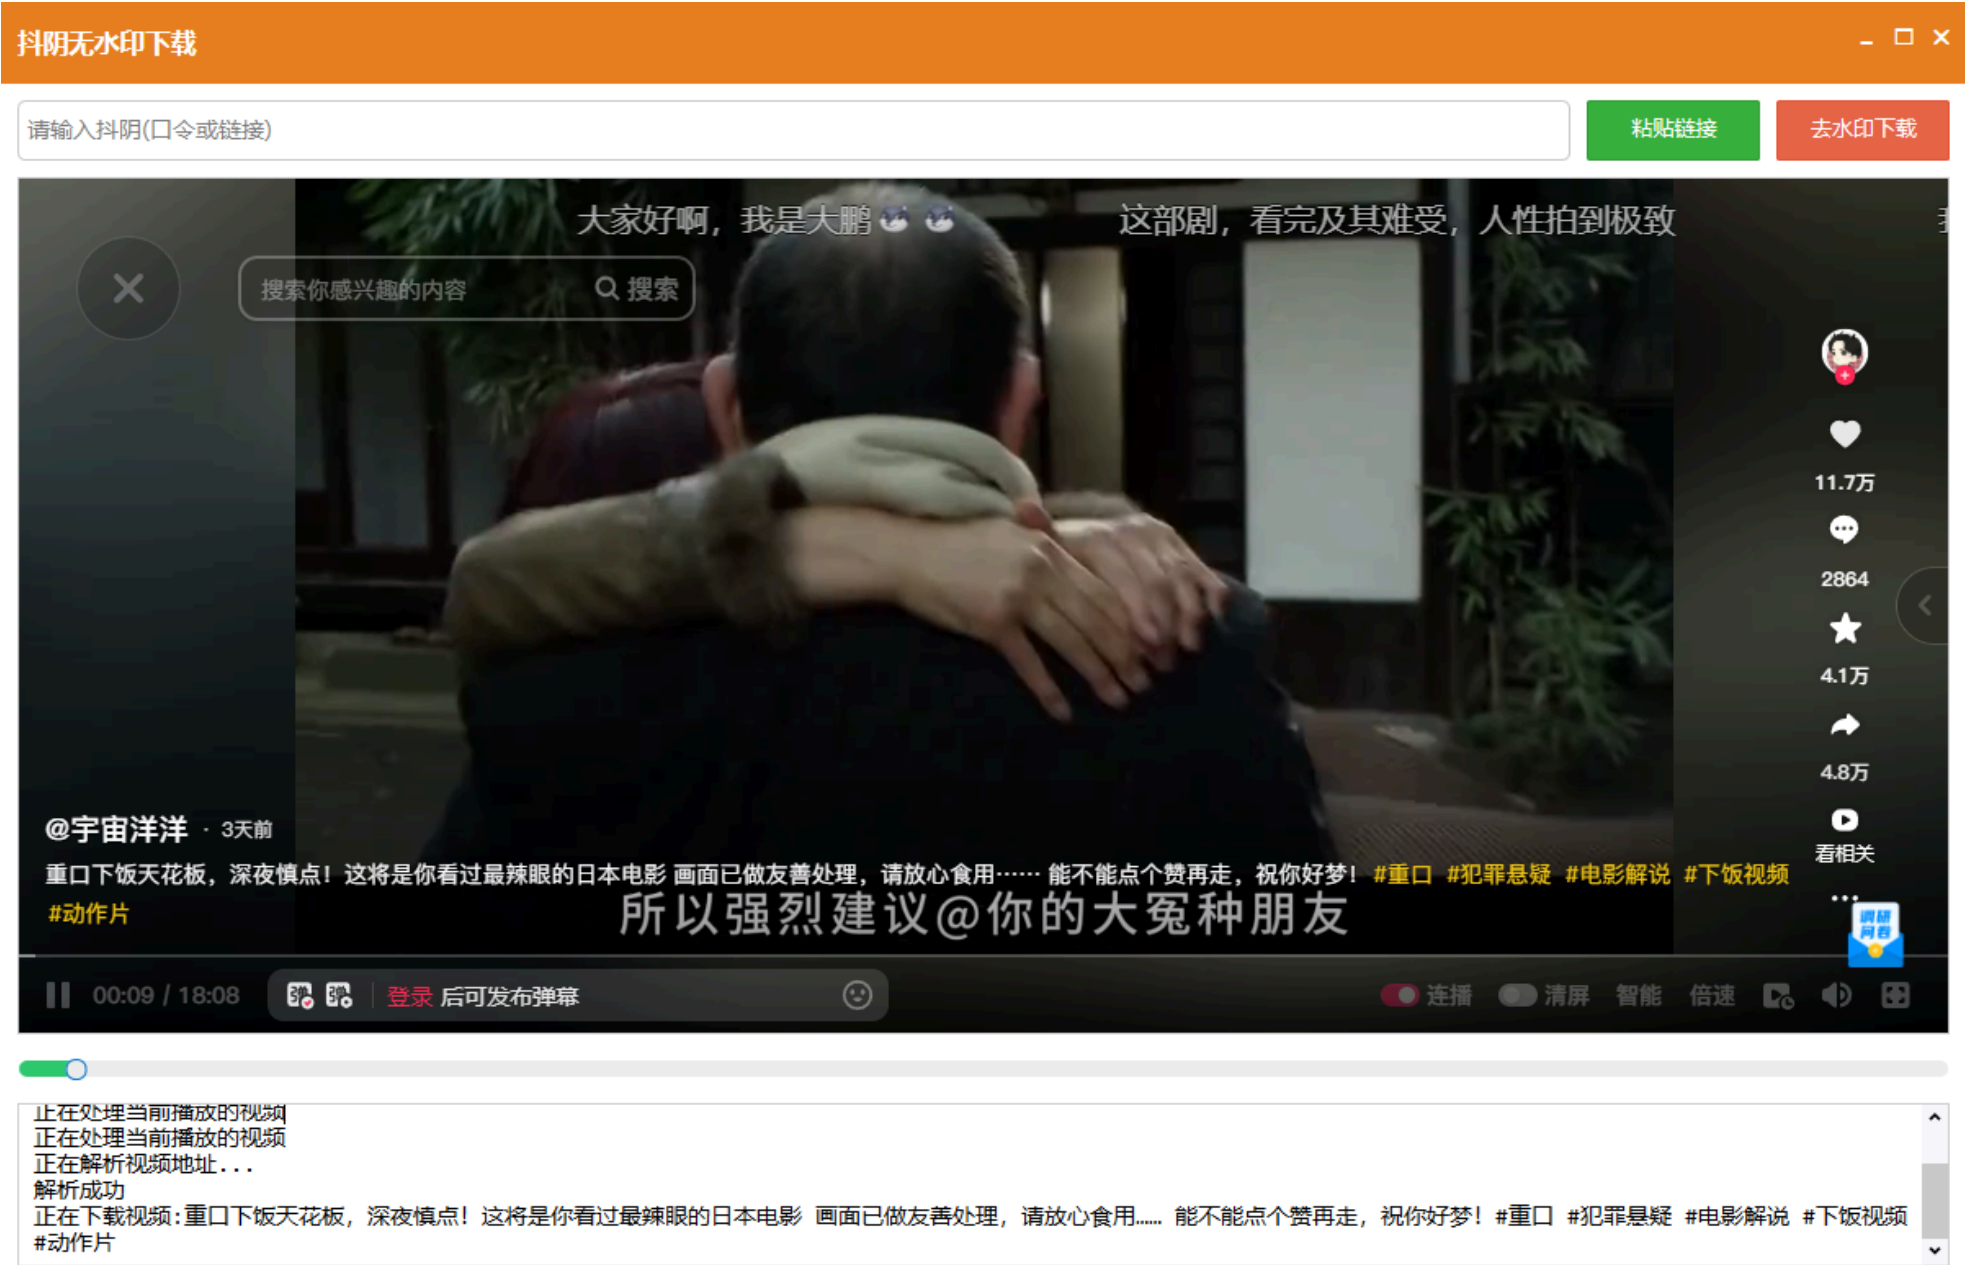 抖阴无水印下载
请输入抖阴(口令或链接)
粘贴链接
去水印下载
大家好啊，我是大鹏
这部剧，看完及其难受，人性拍到极致
搜索你感兴趣的内容
搜索
11.7万
2864
4.1万
4.8万
看相关
@宇宙洋洋 · 3天前
重口下饭天花板，深夜慎点！这将是你看过最辣眼的日本电影 画面已做友善处理，请放心食用…… 能不能点个赞再走，祝你好梦！#重口 #犯罪悬疑 #电影解说 #下饭视频
#动作片
所以强烈建议@你的大冤种朋友
调研
问卷
00:09 / 18:08
弹 弹
登录 后可发布弹幕
连播
清屏
智能
倍速
正在处理当前播放的视频
正在处理当前播放的视频
正在解析视频地址...
解析成功
正在下载视频:重口下饭天花板，深夜慎点！这将是你看过最辣眼的日本电影 画面已做友善处理，请放心食用…… 能不能点个赞再走，祝你好梦！#重口 #犯罪悬疑 #电影解说 #下饭视频
#动作片